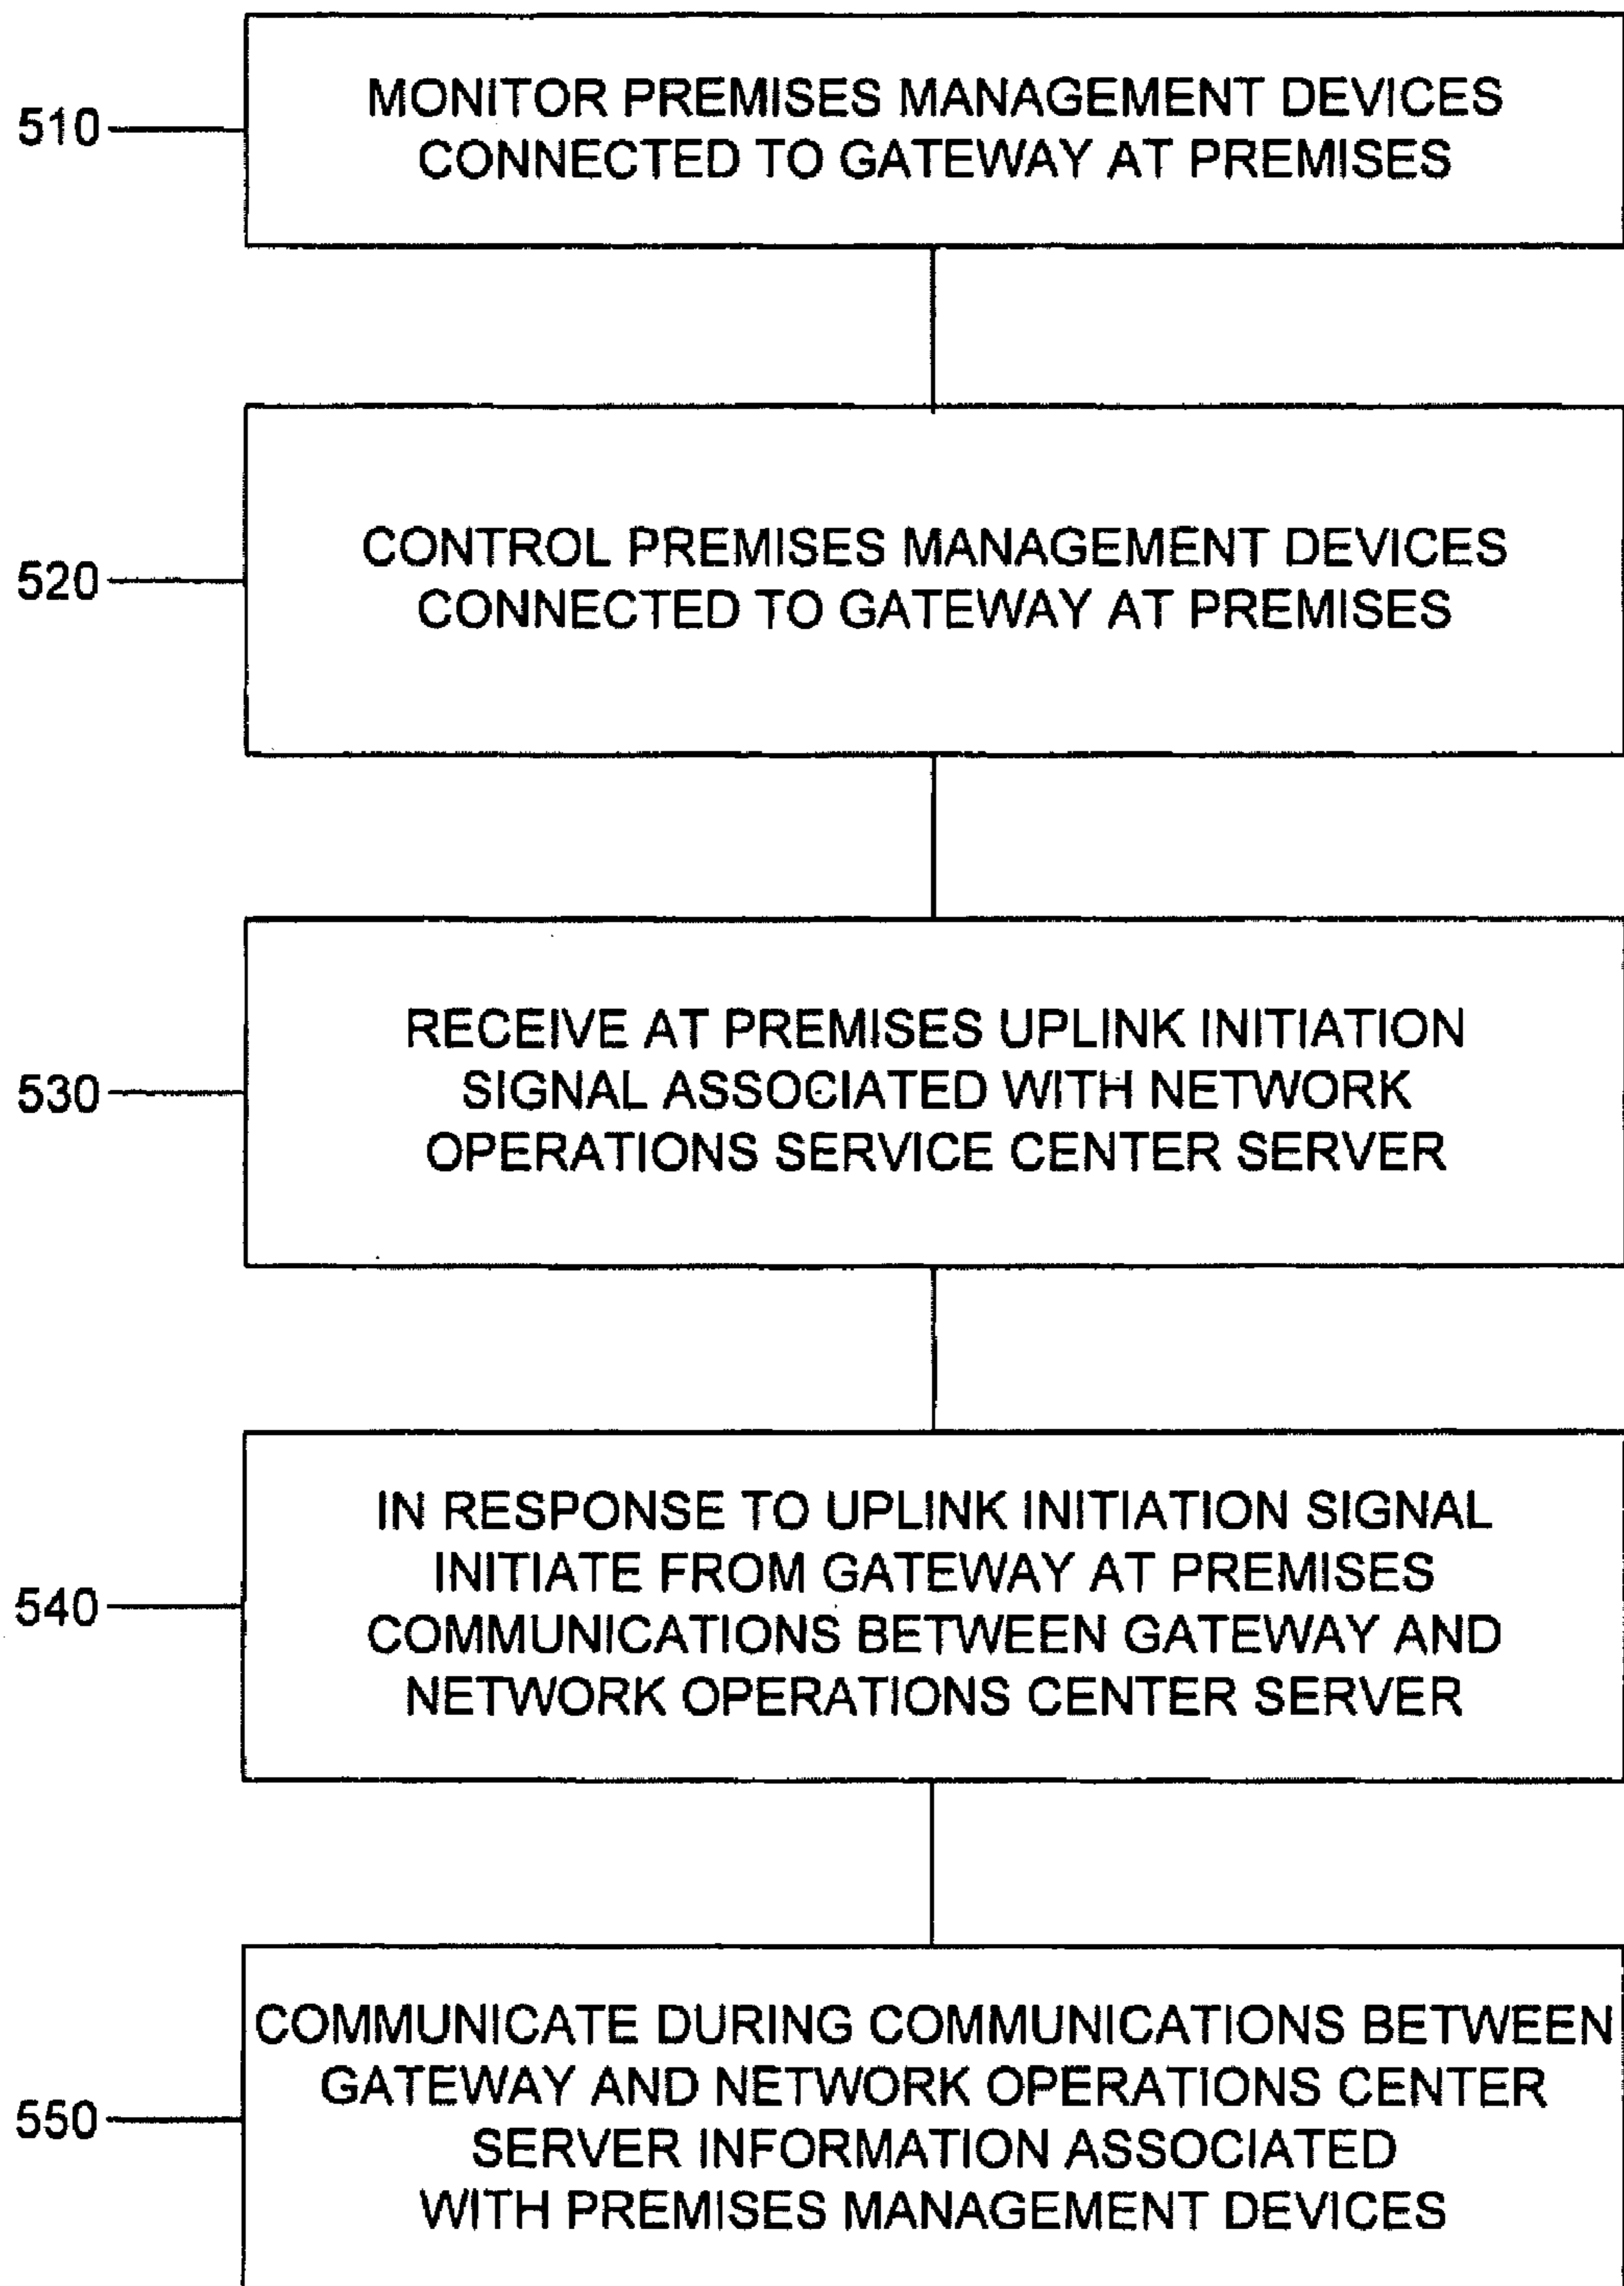 510
MONITOR PREMISES MANAGEMENT DEVICES
CONNECTED TO GATEWAY AT PREMISES
520
CONTROL PREMISES MANAGEMENT DEVICES
CONNECTED TO GATEWAY AT PREMISES
530
RECEIVE AT PREMISES UPLINK INITIATION
SIGNAL ASSOCIATED WITH NETWORK
OPERATIONS SERVICE CENTER SERVER
540
IN RESPONSE TO UPLINK INITIATION SIGNAL
INITIATE FROM GATEWAY AT PREMISES
COMMUNICATIONS BETWEEN GATEWAY AND
NETWORK OPERATIONS CENTER SERVER
550
COMMUNICATE DURING COMMUNICATIONS BETWEEN
GATEWAY AND NETWORK OPERATIONS CENTER
SERVER INFORMATION ASSOCIATED
WITH PREMISES MANAGEMENT DEVICES